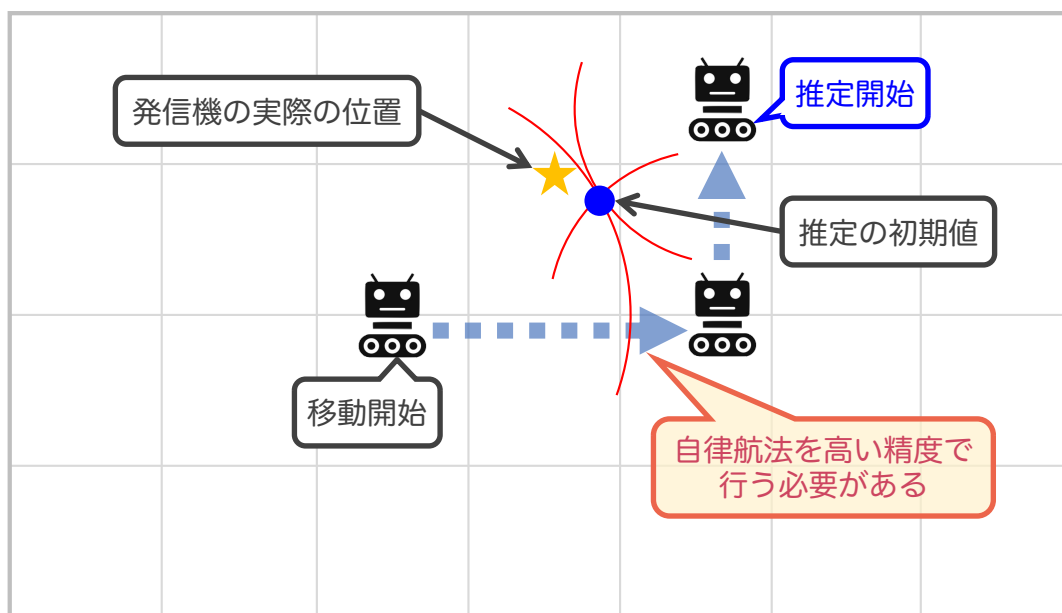 発信機の実際の位置
推定開始
推定の初期値
移動開始
自律航法を高い精度で
行う必要がある